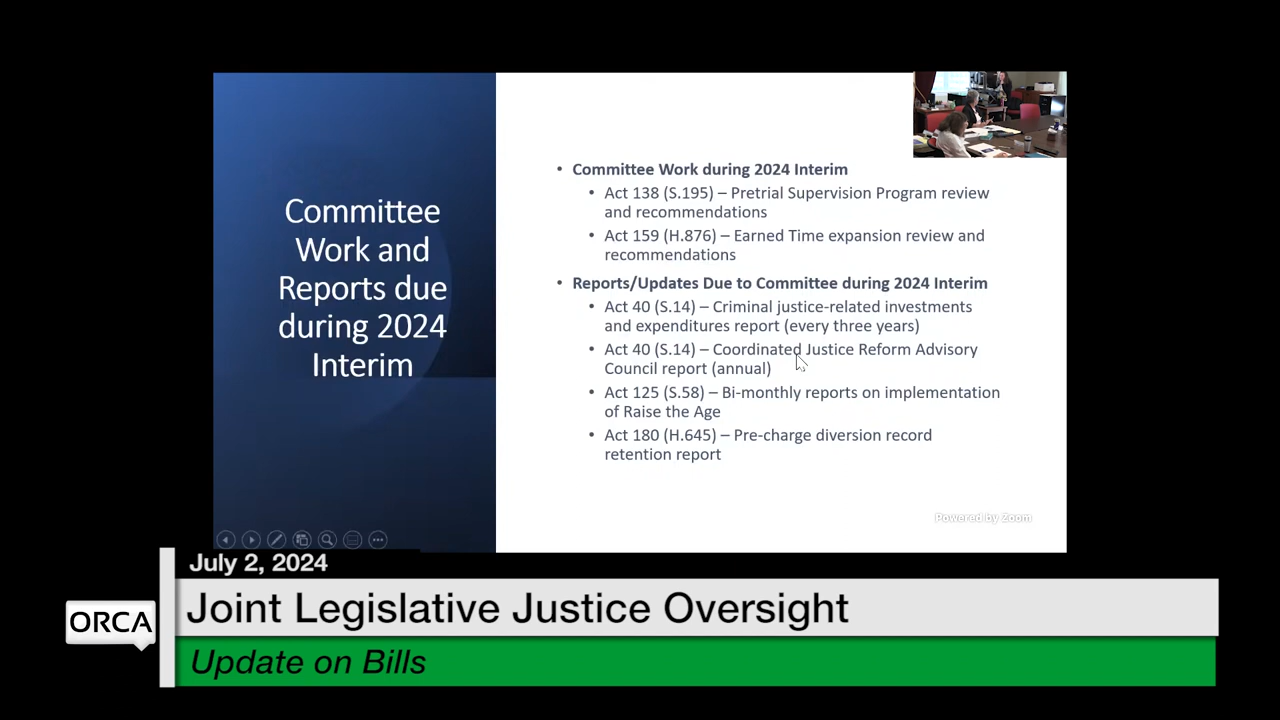 Committee
Work and
Reports due
during 2024
Interim
• Committee Work during 2024 Interim
• Act 138 (S.195) – Pretrial Supervision Program review
and recommendations
• Act 159 (H.876) – Earned Time expansion review and
recommendations
• Reports/Updates Due to Committee during 2024 Interim
• Act 40 (S.14) – Criminal justice-related investments
and expenditures report (every three years)
• Act 40 (S.14) – Coordinated Justice Reform Advisory
Council report (annual)
• Act 125 (S.58) – Bi-monthly reports on implementation
of Raise the Age
• Act 180 (H.645) – Pre-charge diversion record
retention report
Powered by Zoom
July 2, 2024
ORCA
Joint Legislative Justice Oversight
Update on Bills